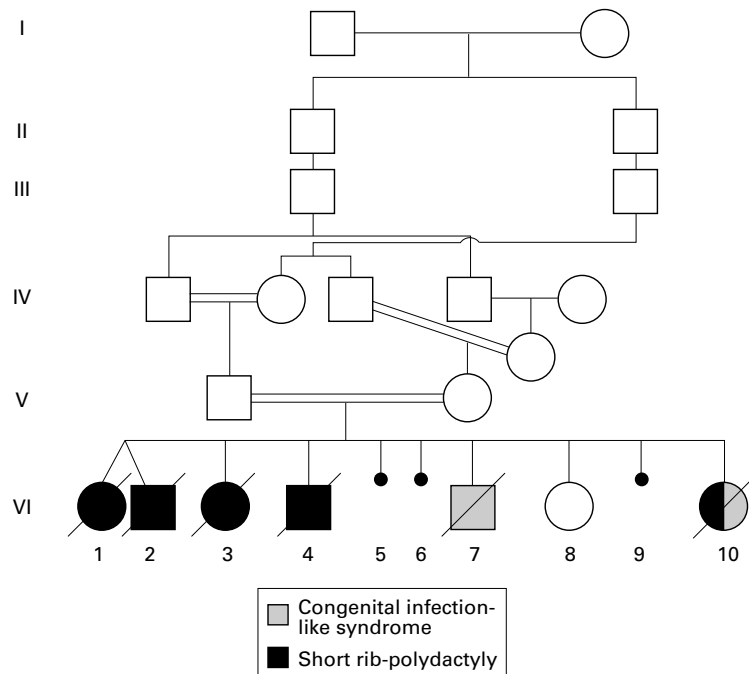 I
II
III
IV
V
VI
1 2 3 4 5 6 7 8 9 10
Congenital infection-
like syndrome
Short rib-polydactyly